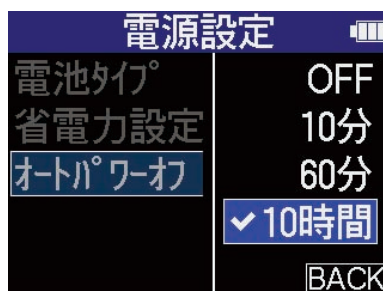 電源設定
電池ﾀｲﾌﾟ
省電力設定
ｵｰﾄﾊﾟﾜｰｵﾌ
OFF
10分
60分
✔10時間
BACK